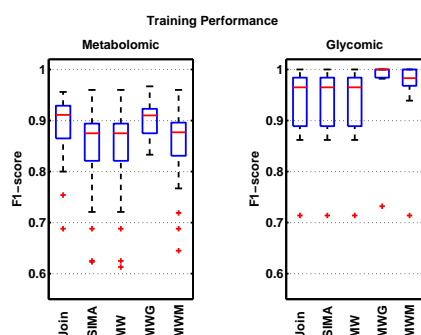 Training Performance
Metabolomic
Glycomic
F1−score
1
0.9
0.8
0.7
0.6
Join
SIMA
MW
MWG
MWM
F1−score
1
0.9
0.8
0.7
0.6
Join
SIMA
MW
MWG
MWM